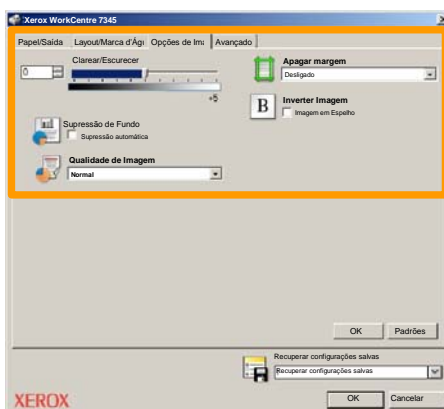 Xerox WorkCentre 7345
Papel/Saída Layout/Marca d'Águ Opções de Ima Avançado
Clarear/Escurecer
0
+5
Apagar margem
Desligado
B
Inverter Imagem
Imagem em Espelho
Supressão de Fundo
Supressão automática
Qualidade de Imagem
Normal
OK Padrões
Recuperar configurações salvas
Recuperar configurações salvas
XEROX
OK Cancelar